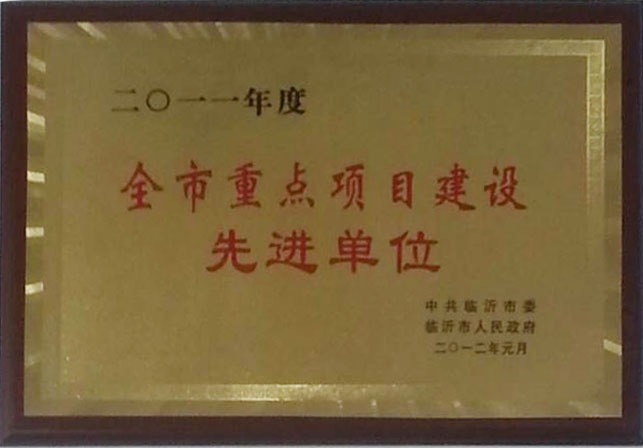 二〇一一年度
全市重点项目建设
先进单位
中共临沂市委
临沂市人民政府
二〇一二年元月